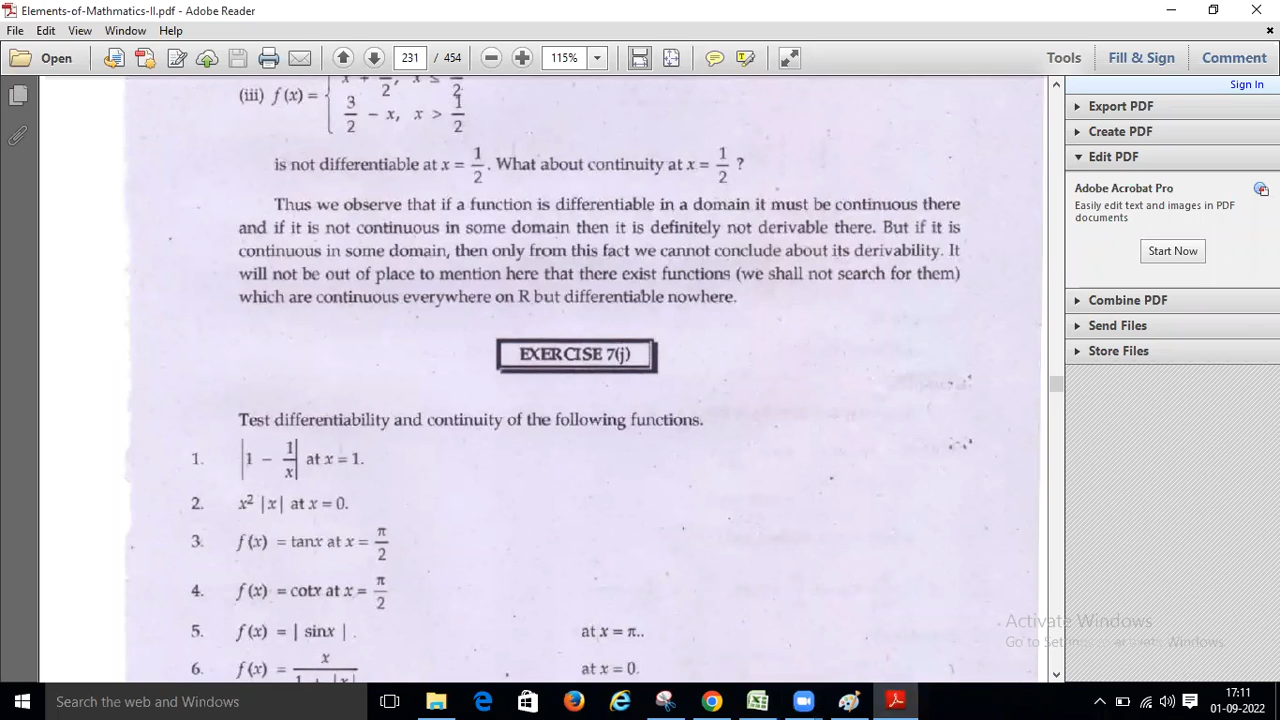 Elements-of-Mathmatics-II.pdf - Adobe Reader
File Edit View Window Help
Open 231 / 454 115% Tools Fill & Sign Comment
Sign In
Export PDF
Create PDF
Edit PDF
Adobe Acrobat Pro
Easily edit text and images in PDF
documents
Start Now
Combine PDF
Send Files
Store Files
(iii) f(x) = { x + /2, x ≤ /2
3/2 − x, x > 1/2
is not differentiable at x = 1/2. What about continuity at x = 1/2 ?
Thus we observe that if a function is differentiable in a domain it must be continuous there
and if it is not continuous in some domain then it is definitely not derivable there. But if it is
continuous in some domain, then only from this fact we cannot conclude about its derivability. It
will not be out of place to mention here that there exist functions (we shall not search for them)
which are continuous everywhere on R but differentiable nowhere.
EXERCISE 7(j)
Test differentiability and continuity of the following functions.
1. |1 − 1/x| at x = 1.
2. x² |x| at x = 0.
3. f(x) = tanx at x = π/2
4. f(x) = cotx at x = π/2
5. f(x) = | sinx | . at x = π..
6. f(x) = x/1 + |x| at x = 0.
Activate Windows
Go to Settings to activate Windows.
Search the web and Windows
17:11
01-09-2022